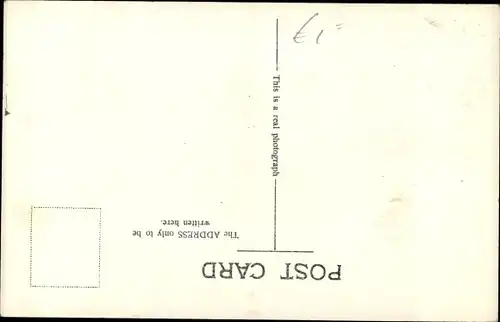 POST CARD
The ADDRESS only to be
written here.
This is a real photograph
€ 1=